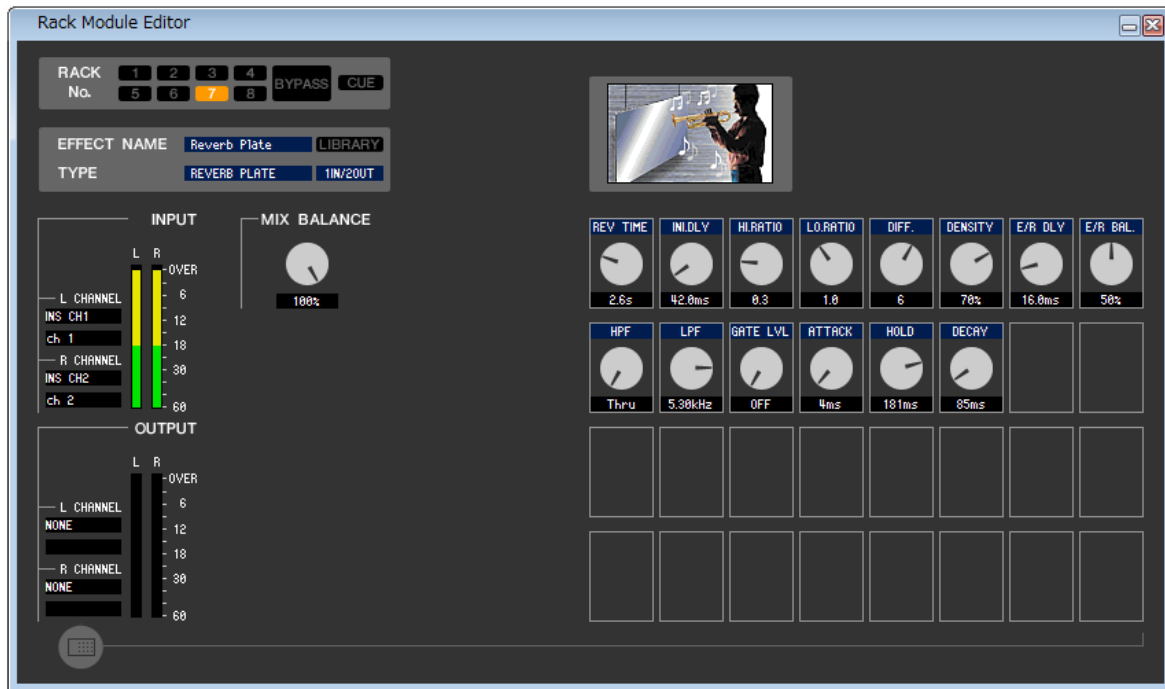 Rack Module Editor
RACK No.
1 2 3 4
5 6 7 8
BYPASS
CUE
EFFECT NAME Reverb Plate LIBRARY
TYPE REVERB PLATE 1IN/2OUT
INPUT
L R
OVER
6
12
18
30
60
L CHANNEL
INS CH1
ch 1
R CHANNEL
INS CH2
ch 2
MIX BALANCE
100%
OUTPUT
L R
OVER
6
12
18
30
60
L CHANNEL
NONE
R CHANNEL
NONE
REV TIME INI.DLY HI.RATIO LO.RATIO DIFF. DENSITY E/R DLY E/R BAL.
2.6s 42.0ms 0.3 1.0 6 70% 16.0ms 50%
HPF LPF GATE LVL ATTACK HOLD DECAY
Thru 5.30kHz OFF 4ms 181ms 85ms